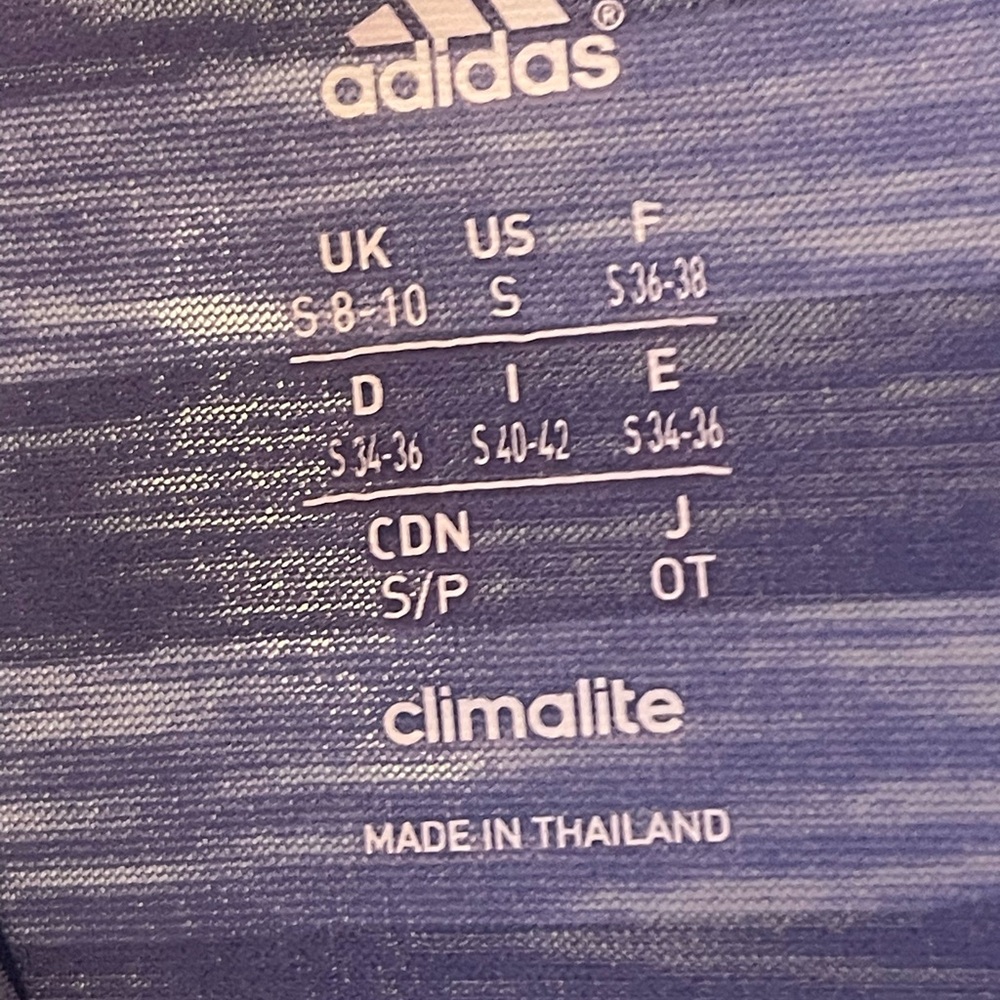 adidas®
UK US F
S 8-10 S S 36-38
D I E
S 34-36 S 40-42 S 34-36
CDN J
S/P OT
climalite
MADE IN THAILAND